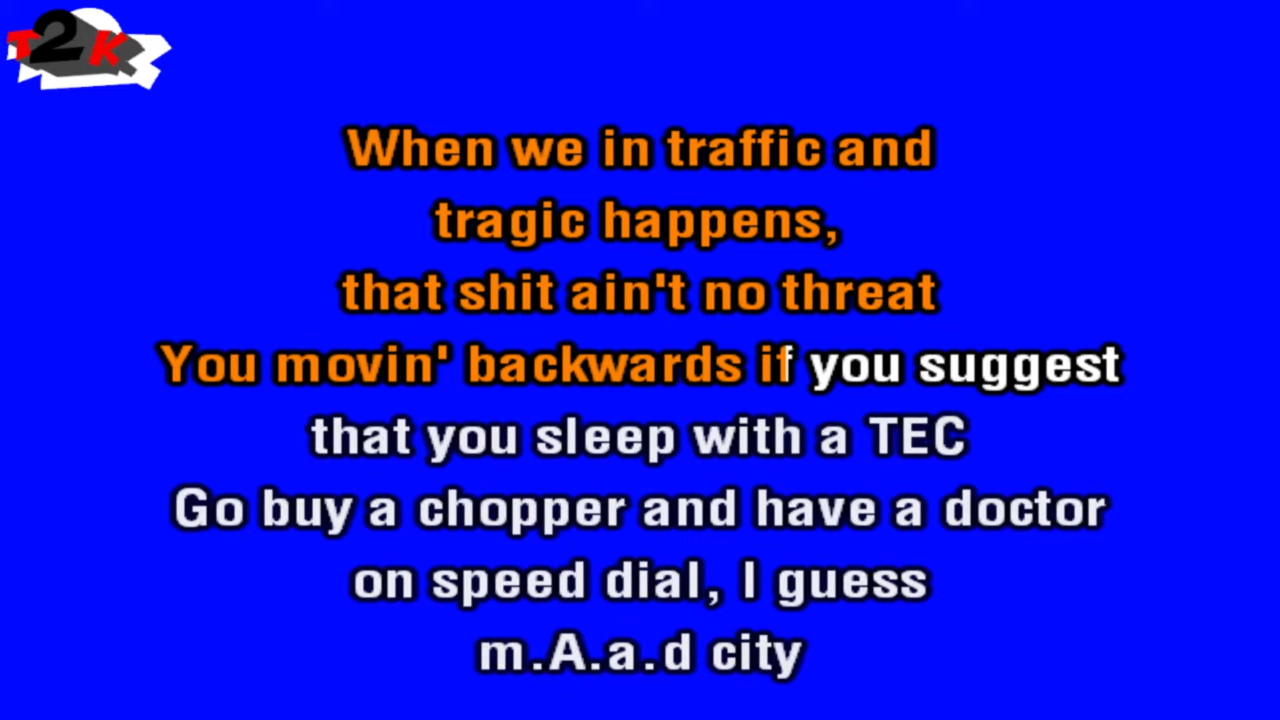 T2K
When we in traffic and
tragic happens,
that shit ain't no threat
You movin' backwards if you suggest
that you sleep with a TEC
Go buy a chopper and have a doctor
on speed dial, I guess
m.A.a.d city